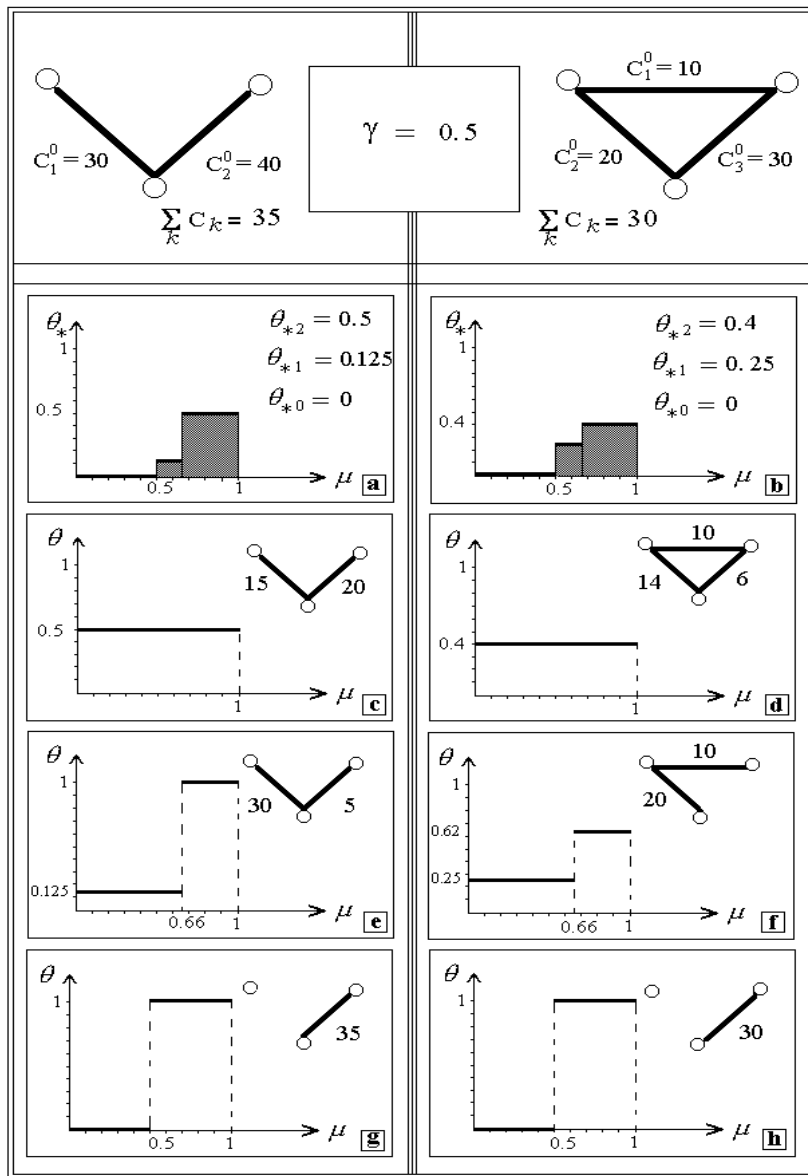 C₁⁰ = 30
C₂⁰ = 40
∑ₖ Cₖ = 35
γ = 0.5
C₁⁰ = 10
C₂⁰ = 20
C₃⁰ = 30
∑ₖ Cₖ = 30
θ*
1
0.5
0.5
1
μ
θ*2 = 0.5
θ*1 = 0.125
θ*0 = 0
a
θ*
1
0.4
0.5
1
μ
θ*2 = 0.4
θ*1 = 0.25
θ*0 = 0
b
θ
1
0.5
1
μ
15
20
c
θ
1
0.4
1
μ
10
14
6
d
θ
1
0.125
0.66
1
μ
30
5
e
θ
1
0.62
0.25
0.66
1
μ
10
20
f
θ
1
0.5
1
μ
35
g
θ
1
0.5
1
μ
30
h